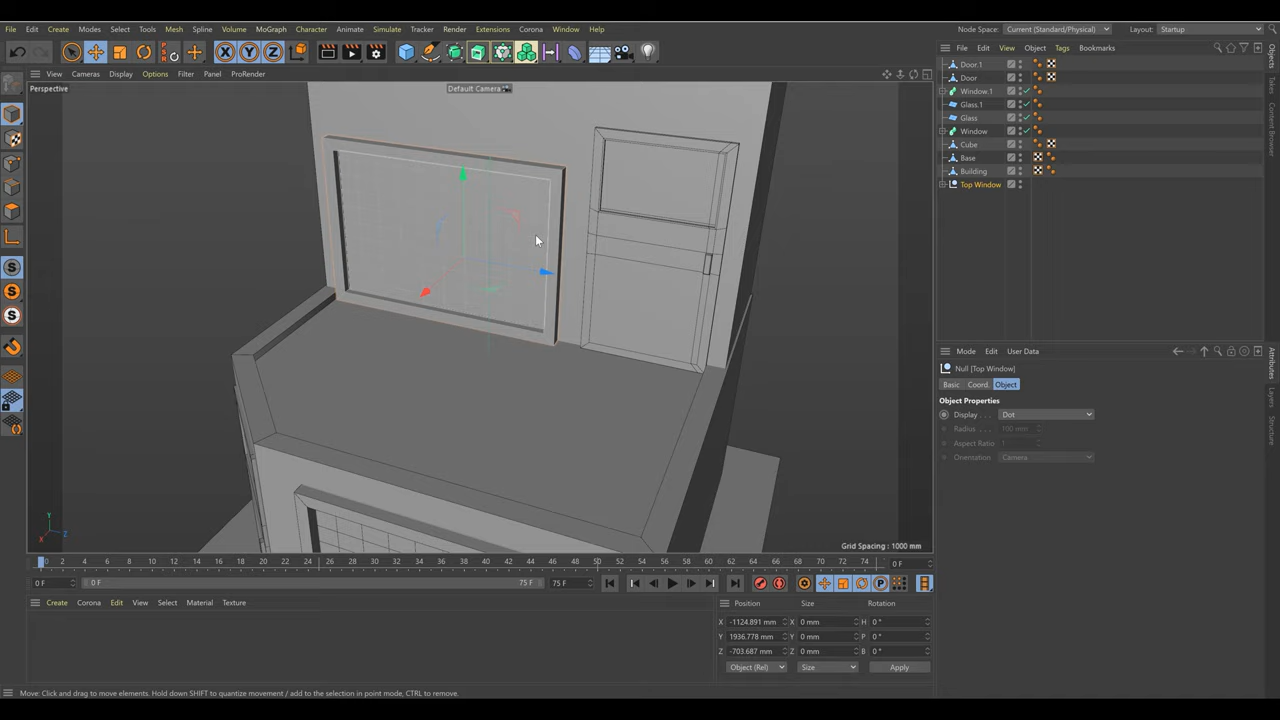 File Edit Create Modes Select Tools Mesh Spline Volume MoGraph Character Animate Simulate Tracker Render Extensions Corona Window Help Node Space: Current (Standard/Physical) Layout: Startup
X Y Z File Edit View Object Tags Bookmarks
View Cameras Display Options Filter Panel ProRender
Perspective Default Camera
Door.1
Door
Window.1
Glass.1
Glass
Window
Cube
Base
Building
Top Window
Objects
Takes
Content Browser
S
S
S
Mode Edit User Data
Null [Top Window]
Basic Coord. Object
Object Properties
Display . . . Dot
Radius . . . 100 mm
Aspect Ratio 1
Orientation . Camera
Attributes
Layers
Structure
Y
Z
X
Grid Spacing : 1000 mm
0 2 4 6 8 10 12 14 16 18 20 22 24 26 28 30 32 34 36 38 40 42 44 46 48 50 52 54 56 58 60 62 64 66 68 70 72 74 0 F
0 F 0 F 75 F 75 F P
Create Corona Edit View Select Material Texture
Position Size Rotation
X -1124.891 mm X 0 mm H 0 °
Y 1936.778 mm Y 0 mm P 0 °
Z -703.687 mm Z 0 mm B 0 °
Object (Rel) Size Apply
Move: Click and drag to move elements. Hold down SHIFT to quantize movement / add to the selection in point mode, CTRL to remove.